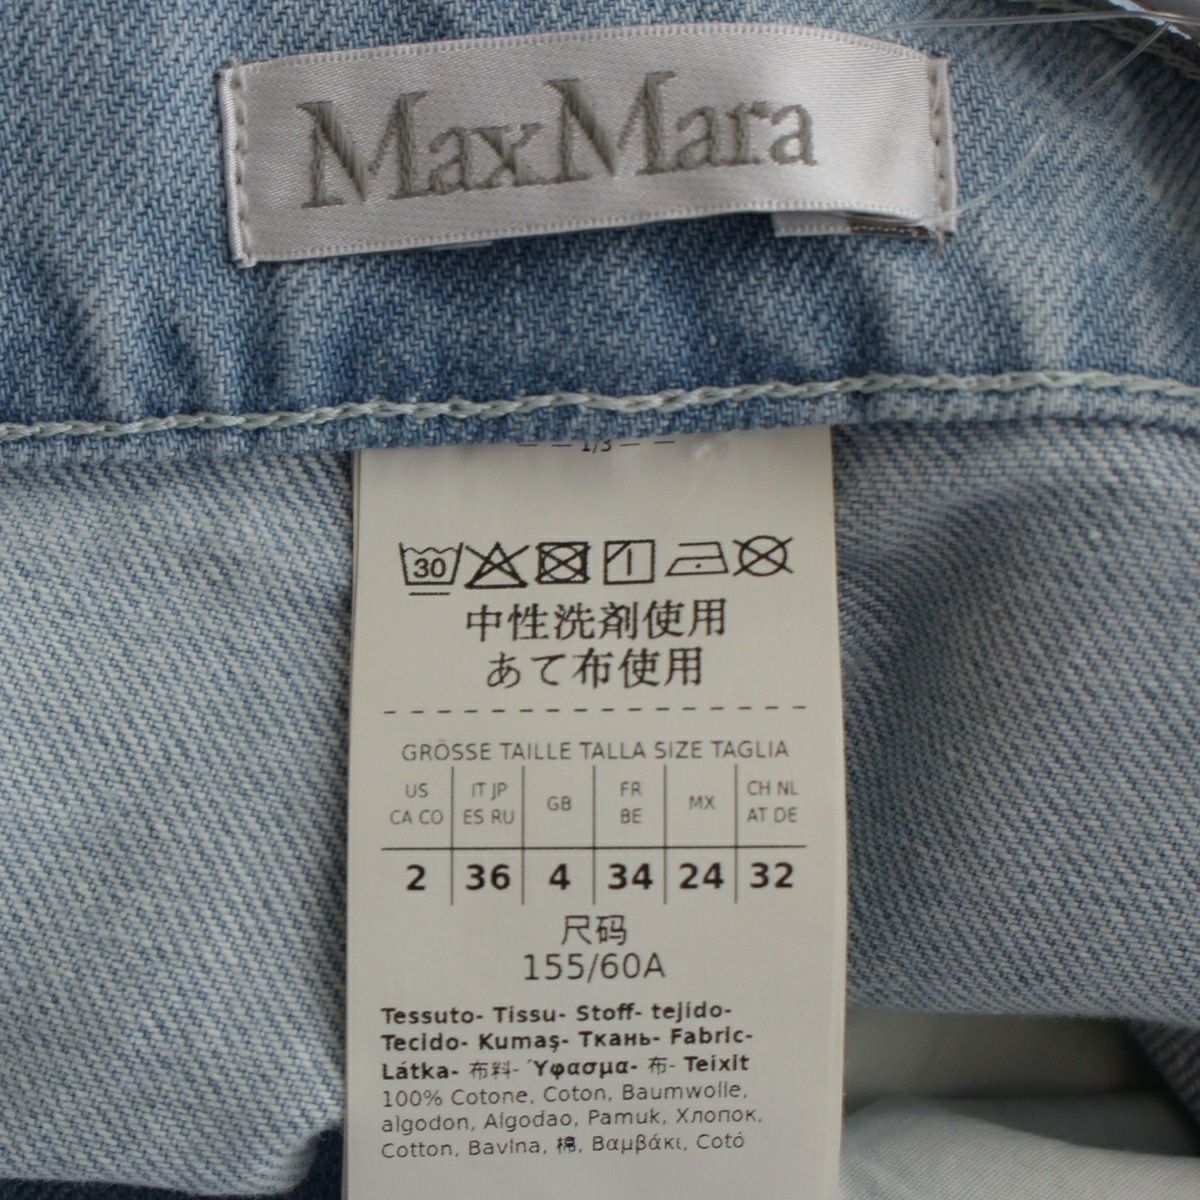 MaxMara
1/3
30
中性洗剤使用
あて布使用
GRÖSSE TAILLE TALLA SIZE TAGLIA
US CA CO | IT JP ES RU | GB | FR BE | MX | CH NL AT DE
2 | 36 | 4 | 34 | 24 | 32
尺码
155/60A
Tessuto- Tissu- Stoff- tejido-
Tecido- Kumaş- Ткань- Fabric-
Látka- 布料- Ύφασμα- 布- Teixit
100% Cotone, Coton, Baumwolle,
algodon, Algodao, Pamuk, Хлопок,
Cotton, Bavlna, 棉, Βαμβάκι, Cotó